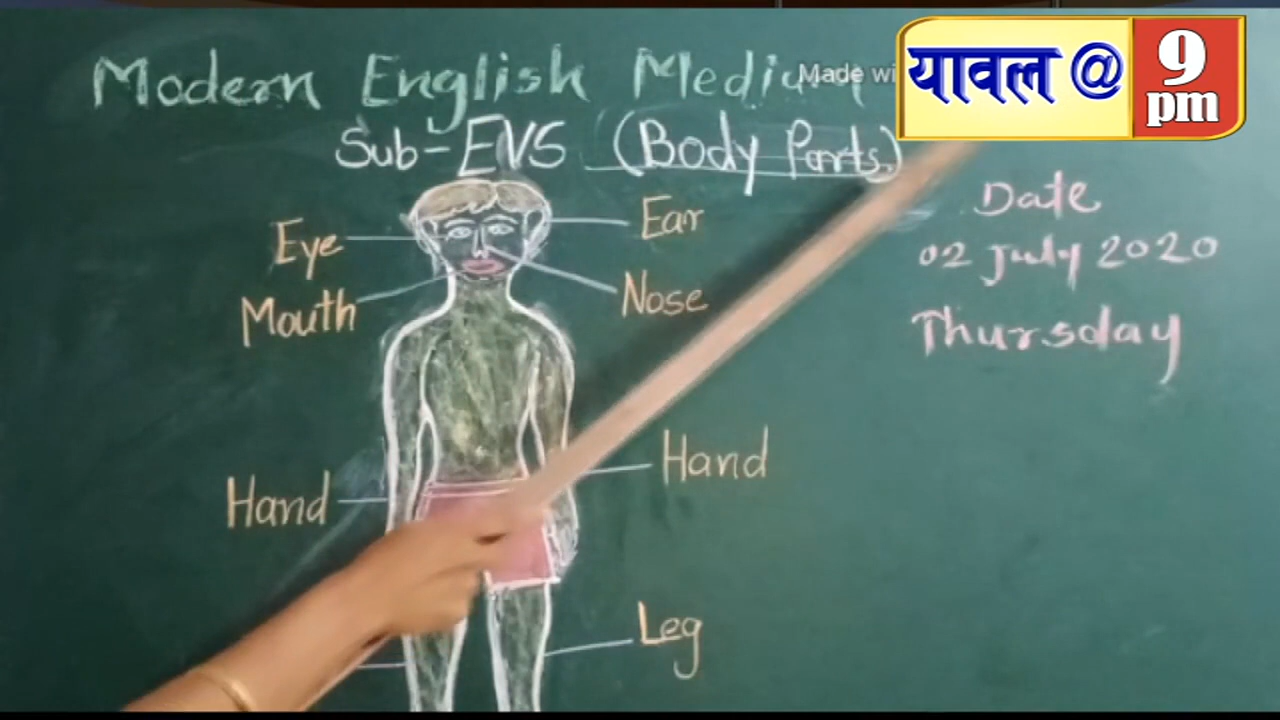 Modern English Medium
Made wi
यावल @ 9 pm
Sub-EVS (Body Parts)
Date
02 July 2020
Thursday
Eye
Ear
Mouth
Nose
Hand
Hand
Leg